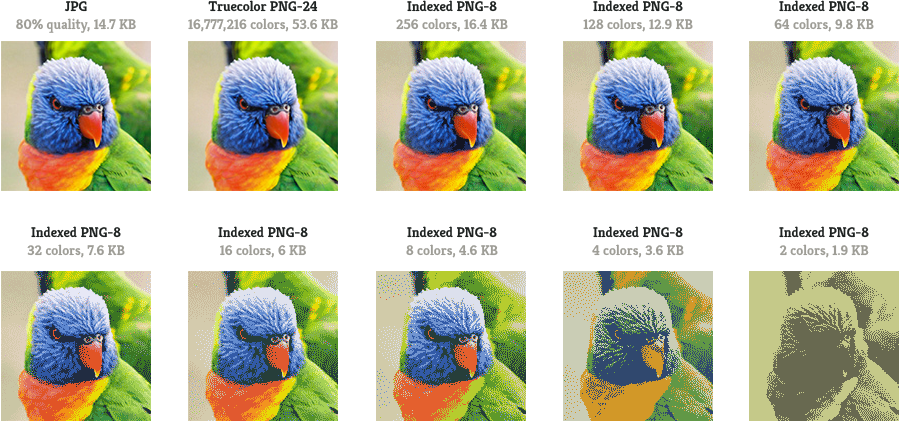 JPG
80% quality, 14.7 KB
Truecolor PNG-24
16,777,216 colors, 53.6 KB
Indexed PNG-8
256 colors, 16.4 KB
Indexed PNG-8
128 colors, 12.9 KB
Indexed PNG-8
64 colors, 9.8 KB
Indexed PNG-8
32 colors, 7.6 KB
Indexed PNG-8
16 colors, 6 KB
Indexed PNG-8
8 colors, 4.6 KB
Indexed PNG-8
4 colors, 3.6 KB
Indexed PNG-8
2 colors, 1.9 KB